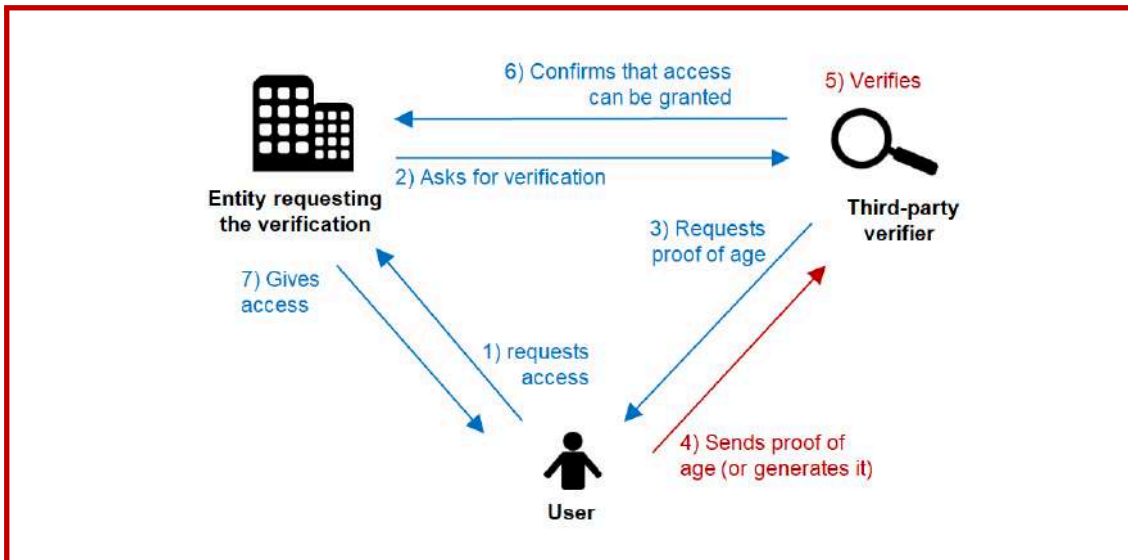 6) Confirms that access
can be granted
5) Verifies
2) Asks for verification
Entity requesting
the verification
Third-party
verifier
3) Requests
proof of age
7) Gives
access
1) requests
access
4) Sends proof of
age (or generates it)
User